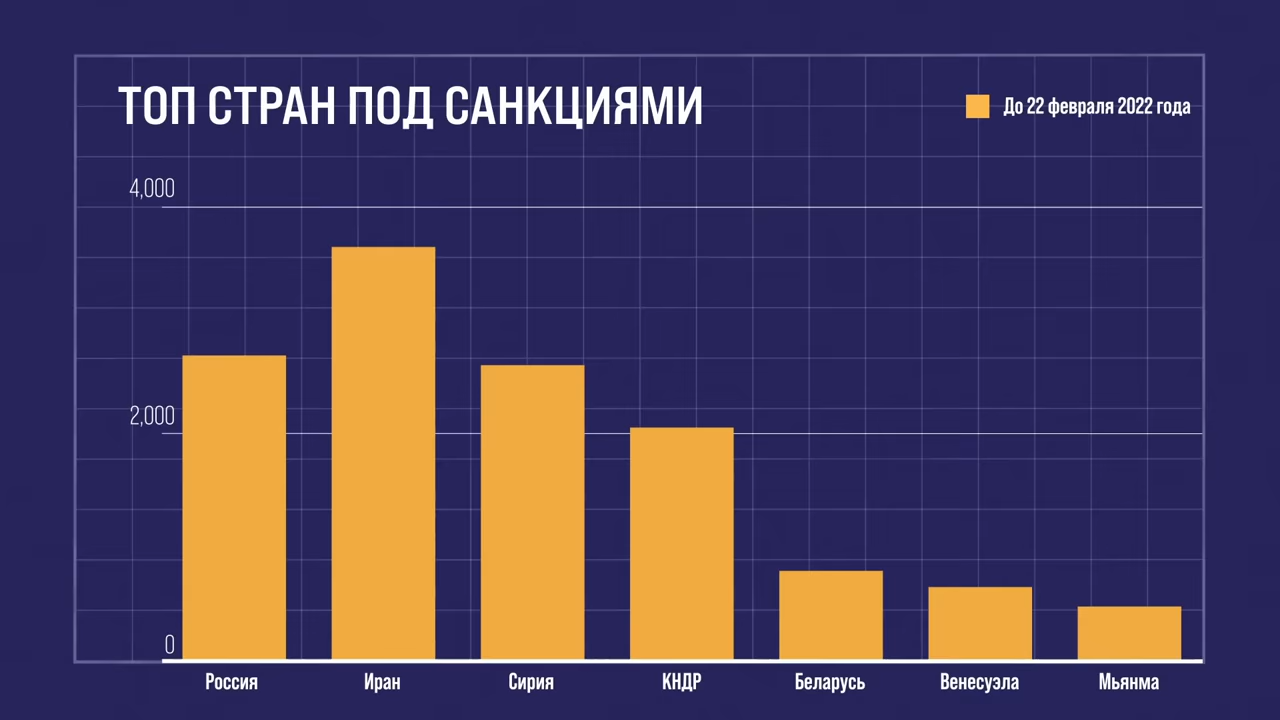 ТОП СТРАН ПОД САНКЦИЯМИ
До 22 февраля 2022 года
4,000
2,000
0
Россия Иран Сирия КНДР Беларусь Венесуэла Мьянма